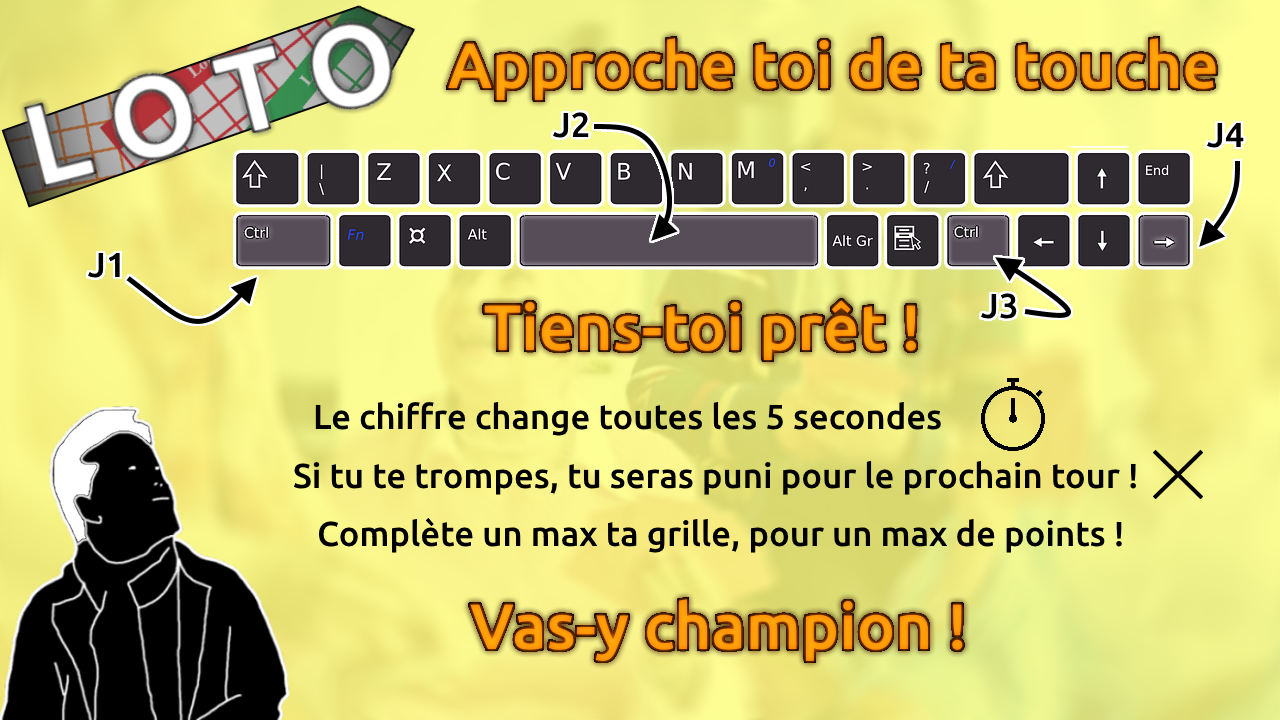 LOTO
Approche toi de ta touche
J2
J4
| \ Z X C V B N M 0 < , > . ? / / End
Ctrl Fn Alt Alt Gr Ctrl
J1
J3
Tiens-toi prêt !
Le chiffre change toutes les 5 secondes
Si tu te trompes, tu seras puni pour le prochain tour !
Complète un max ta grille, pour un max de points !
Vas-y champion !